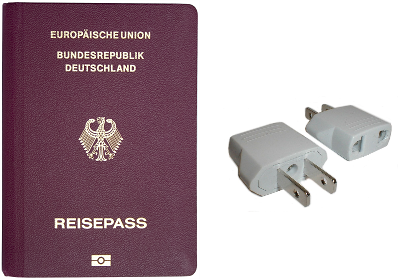 EUROPÄISCHE UNION
BUNDESREPUBLIK
DEUTSCHLAND
REISEPASS